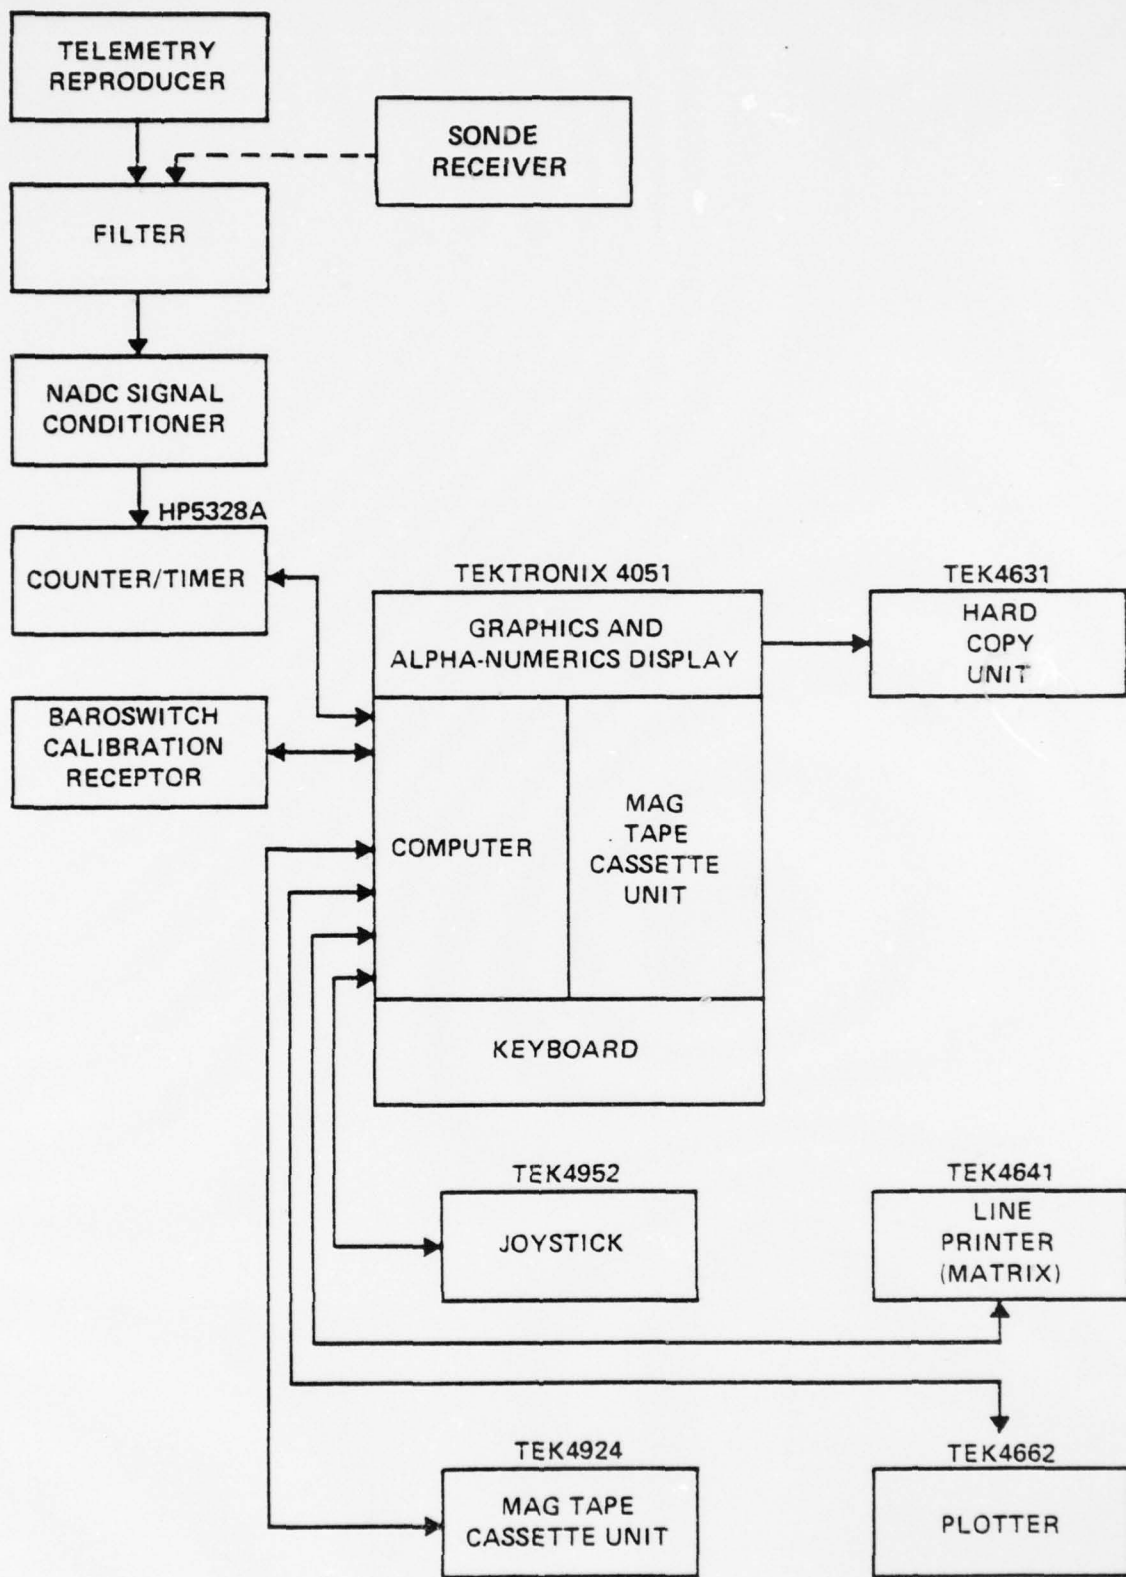 TELEMETRY
REPRODUCER
SONDE
RECEIVER
FILTER
NADC SIGNAL
CONDITIONER
HP5328A
COUNTER/TIMER
TEKTRONIX 4051
TEK4631
GRAPHICS AND
ALPHA-NUMERICS DISPLAY
HARD
COPY
UNIT
BAROSWITCH
CALIBRATION
RECEPTOR
COMPUTER
MAG
TAPE
CASSETTE
UNIT
KEYBOARD
TEK4952
JOYSTICK
TEK4641
LINE
PRINTER
(MATRIX)
TEK4924
MAG TAPE
CASSETTE UNIT
TEK4662
PLOTTER